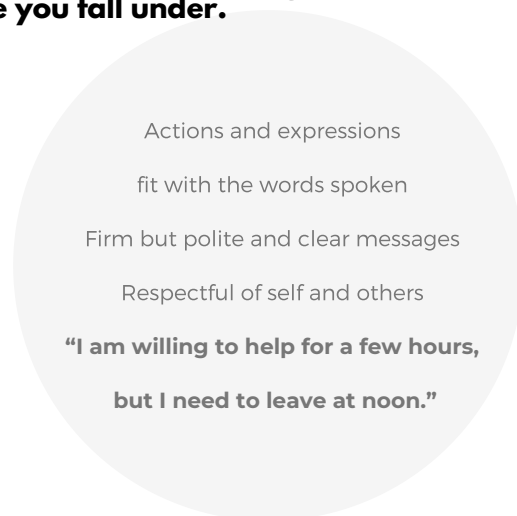 you fall under.
Actions and expressions
fit with the words spoken
Firm but polite and clear messages
Respectful of self and others
“I am willing to help for a few hours,
but I need to leave at noon.”